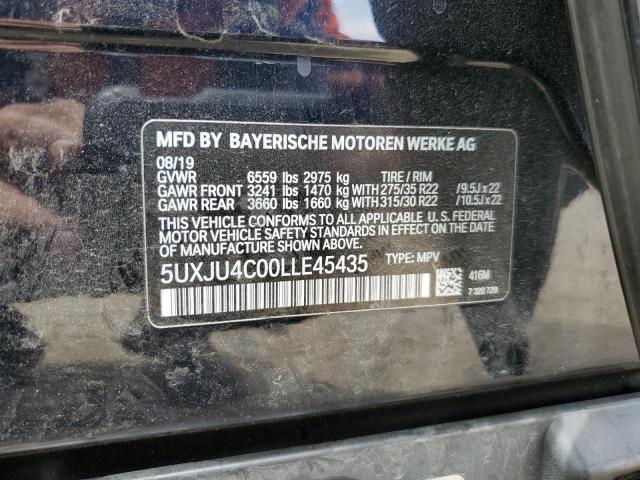 MFD BY BAYERISCHE MOTOREN WERKE AG
08/19
GVWR 6559 lbs 2975 kg TIRE / RIM
GAWR FRONT 3241 lbs 1470 kg WITH 275/35 R22 /9.5J x 22
GAWR REAR 3660 lbs 1660 kg WITH 315/30 R22 /10.5J x 22
THIS VEHICLE CONFORMS TO ALL APPLICABLE U. S. FEDERAL
MOTOR VEHICLE SAFETY STANDARDS IN EFFECT ON THE DATE
OF MANUFACTURE SHOWN ABOVE.
5UXJU4C00LLE45435 TYPE: MPV
416M
7 320 729